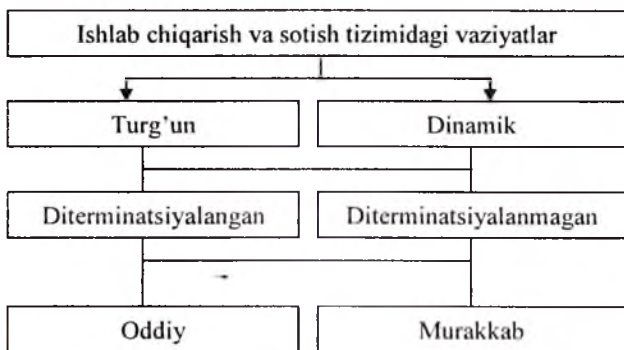 Ishlab chiqarish va sotish tizimidagi vaziyatlar
Turg'un Dinamik
Diterminatsiyalangan Diterminatsiyalanmagan
Oddiy Murakkab